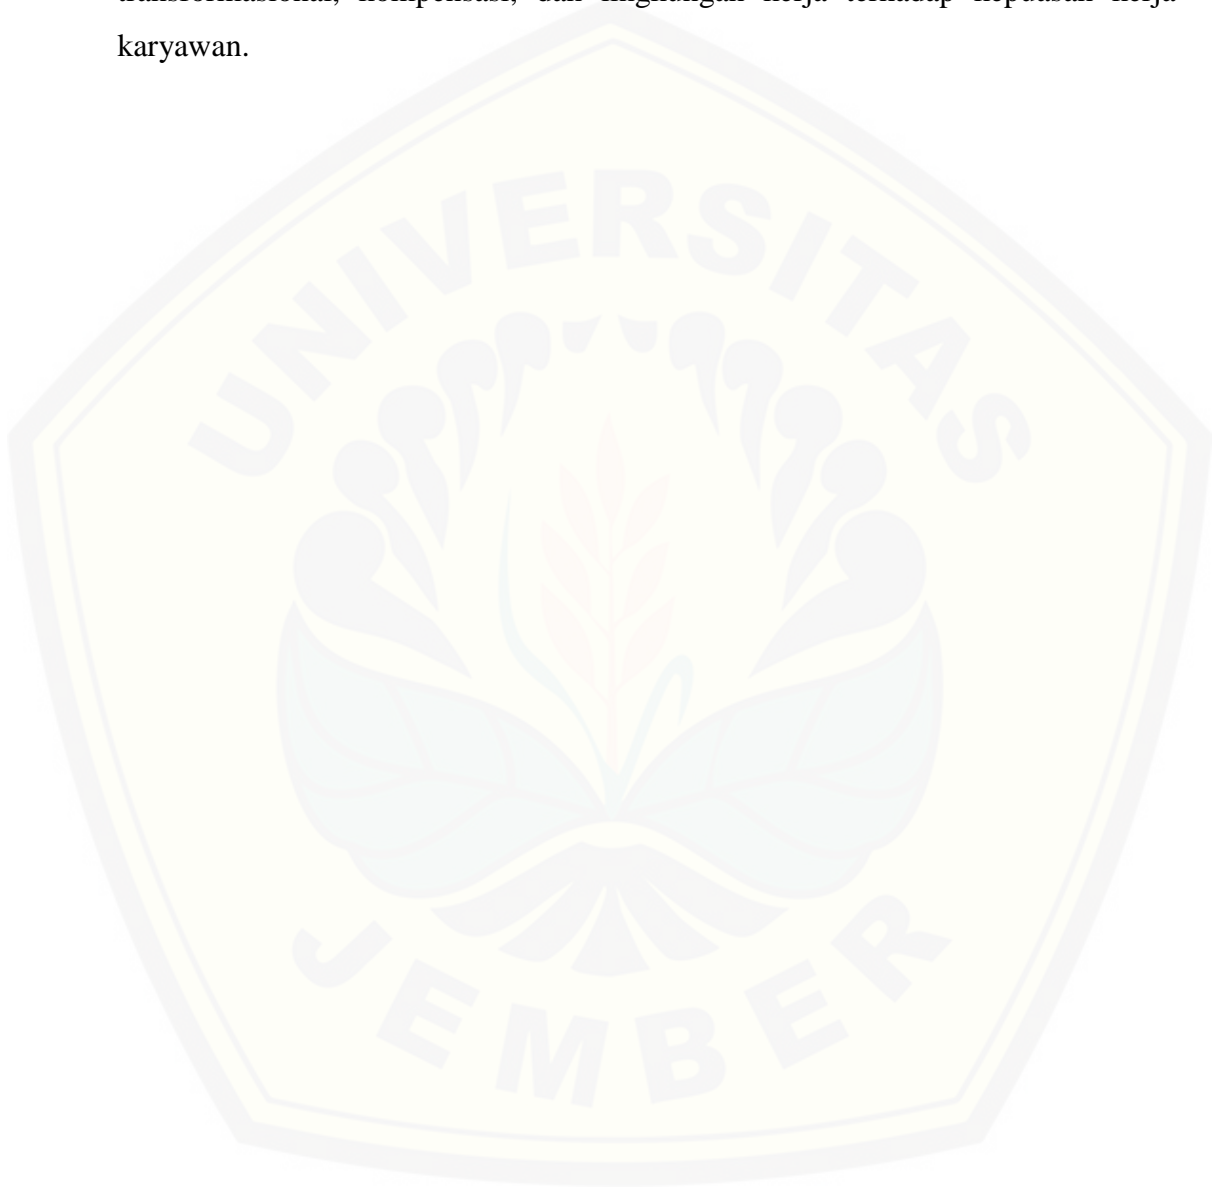 transformasional, kompensasi, dan lingkungan kerja terhadap kepuasan kerja
karyawan.
UNIVERSITAS
JEMBER